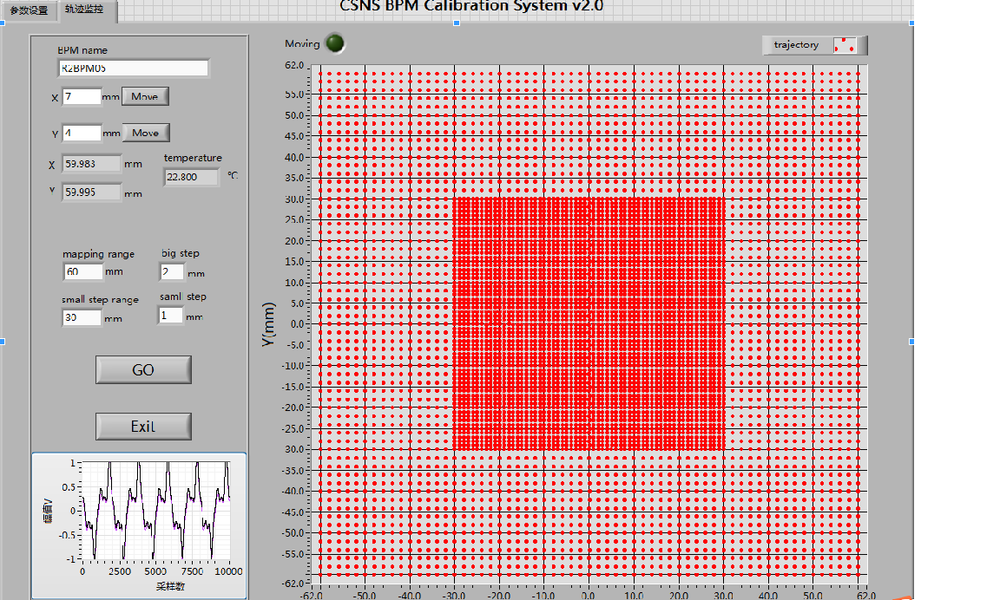 参数设置 轨迹监控
CSNS BPM Calibration System v2.0
BPM name
R2BPM05
X 7 mm Move
Y 4 mm Move
X 59.983 mm
Y 59.995 mm
temperature
22.800 °C
mapping range
60 mm
big step
2 mm
small step range
30 mm
samll step
1 mm
GO
Exit
幅值V
1
0.5
0
-0.5
-1
0 2500 5000 7500 10000
采样数
Moving
trajectory
Y(mm)
62.0
55.0
50.0
45.0
40.0
35.0
30.0
25.0
20.0
15.0
10.0
5.0
0.0
-5.0
-10.0
-15.0
-20.0
-25.0
30.0
-35.0
-40.0
-45.0
-50.0
-55.0
-62.0
-62.0 -50.0 -40.0 -30.0 -20.0 -10.0 0.0 10.0 20.0 30.0 40.0 50.0 62.0